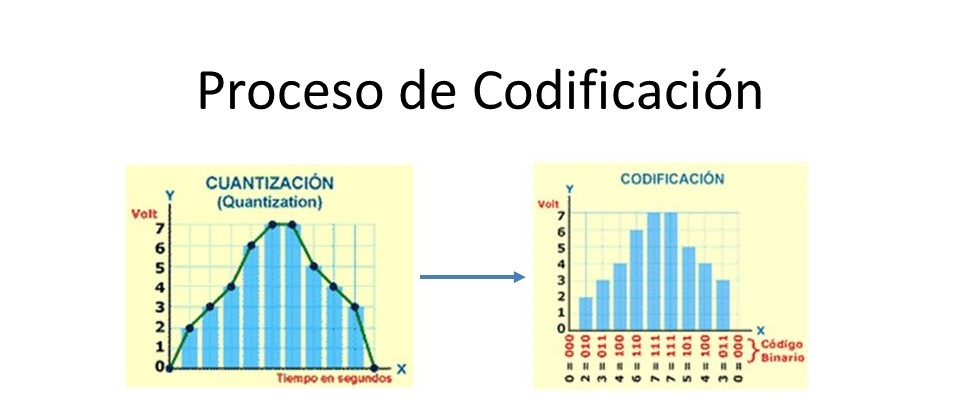 Proceso de Codificación
CUANTIZACIÓN
(Quantization)
Y
Volt
7
6
5
4
3
2
1
0
X
Tiempo en segundos
CODIFICACIÓN
Y
Volt
7
6
5
4
3
2
1
0
X
0 = 000
2 = 010
3 = 011
4 = 100
6 = 110
7 = 111
7 = 111
5 = 101
4 = 100
3 = 011
0 = 000
Código
Binario